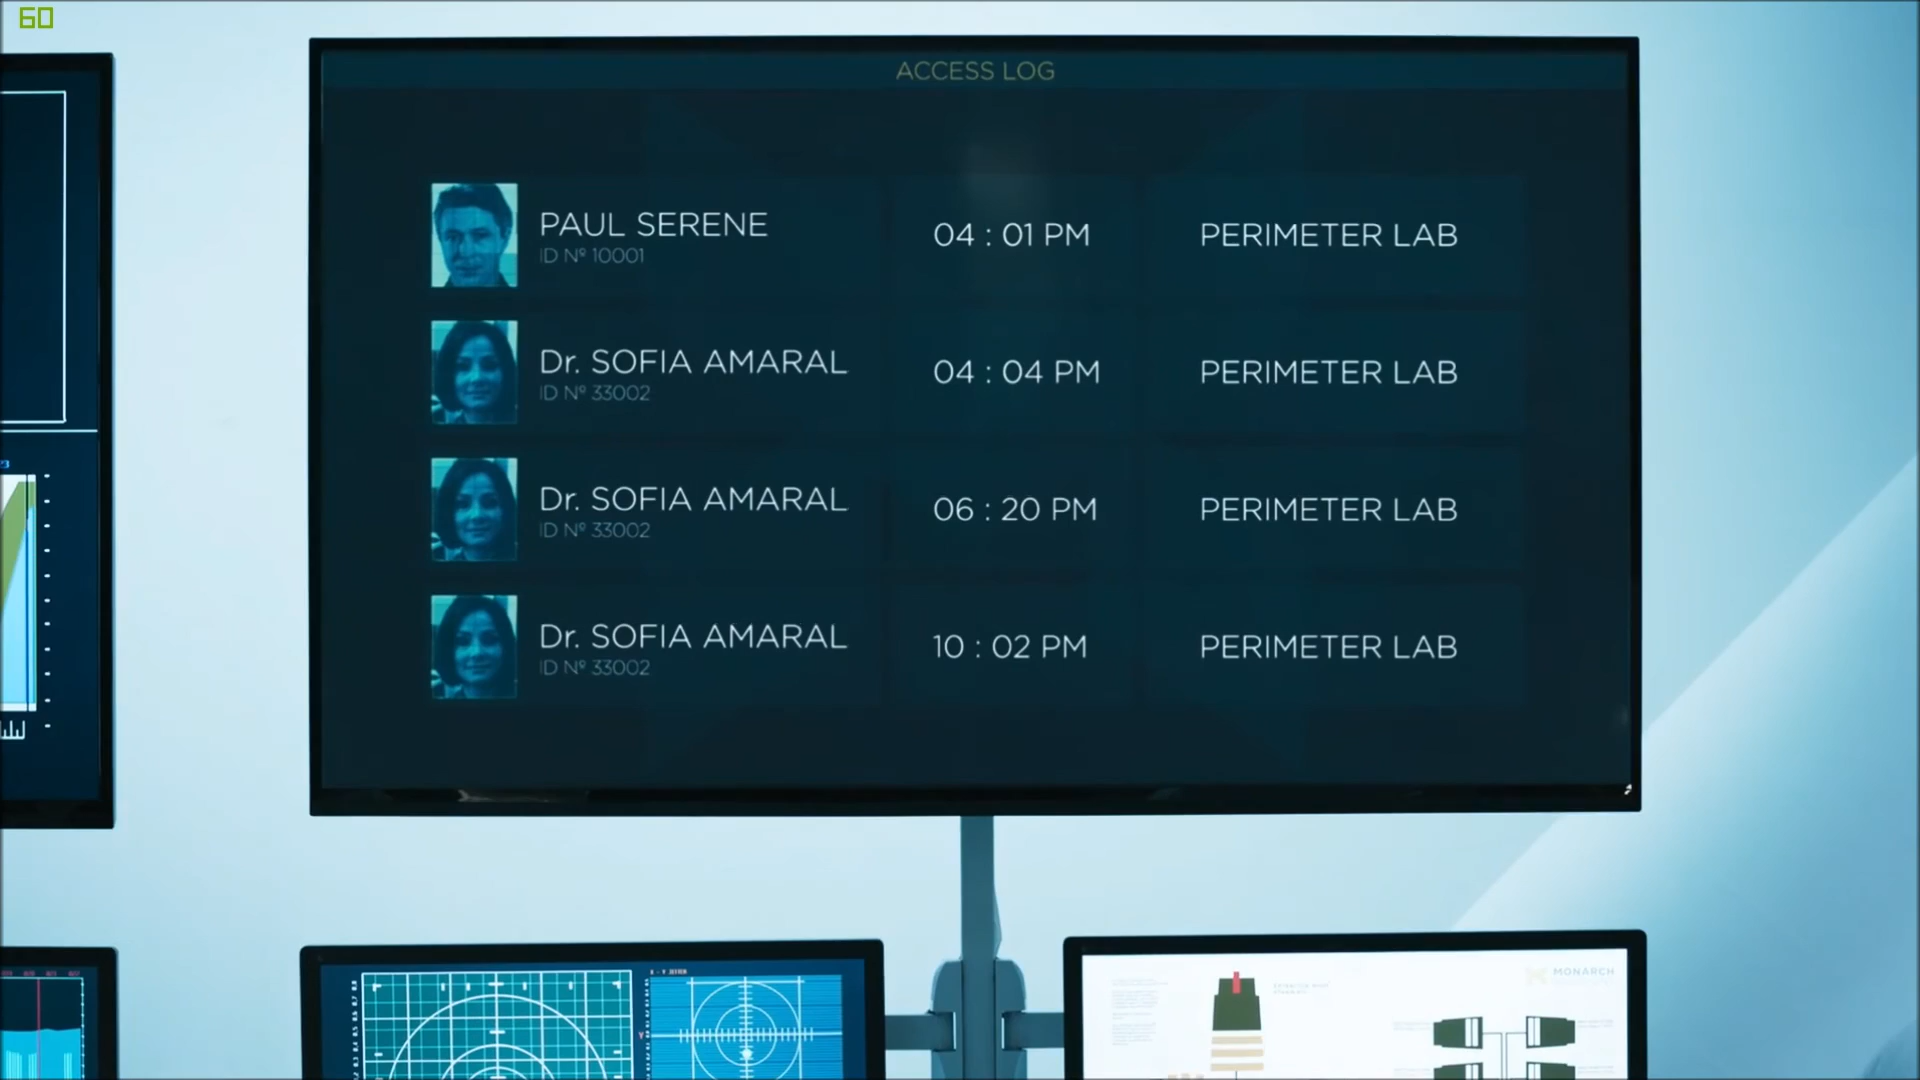 60
ACCESS LOG
PAUL SERENE
ID Nº 10001
04 : 01 PM
PERIMETER LAB
Dr. SOFIA AMARAL
ID Nº 33002
04 : 04 PM
PERIMETER LAB
Dr. SOFIA AMARAL
ID Nº 33002
06 : 20 PM
PERIMETER LAB
Dr. SOFIA AMARAL
ID Nº 33002
10 : 02 PM
PERIMETER LAB
MONARCH